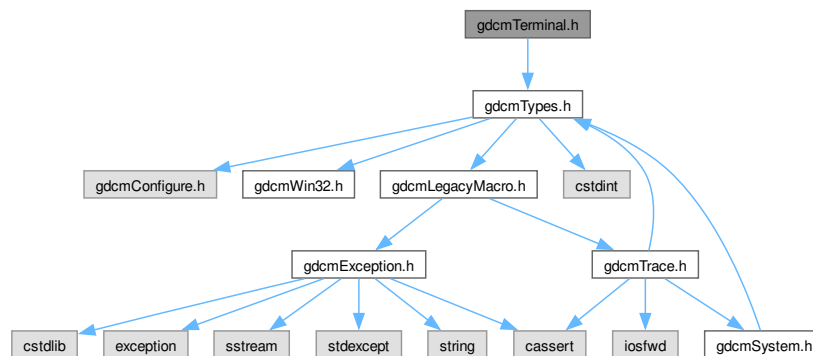 gdcmTerminal.h
gdcmTypes.h
gdcmConfigure.h
gdcmWin32.h
gdcmLegacyMacro.h
cstdint
gdcmException.h
gdcmTrace.h
cstdlib
exception
sstream
stdexcept
string
cassert
iosfwd
gdcmSystem.h